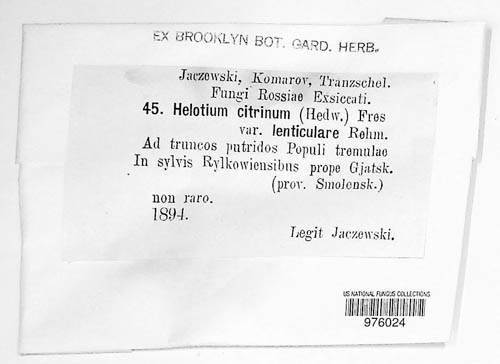 EX BROOKLYN BOT. GARD. HERB.
Jaczewski, Komarov, Tranzschel.
Fungi Rossiae Exsiccati.
45. Helotium citrinum (Hedw.) Fres
var. lenticulare Rehm.
Ad truncos putridos Populi tremulae
In sylvis Rylkowiensibus prope Gjatsk.
(prov. Smolensk.)
non raro.
1894.
Legit Jaczewski.
US NATIONAL FUNGUS COLLECTIONS
976024